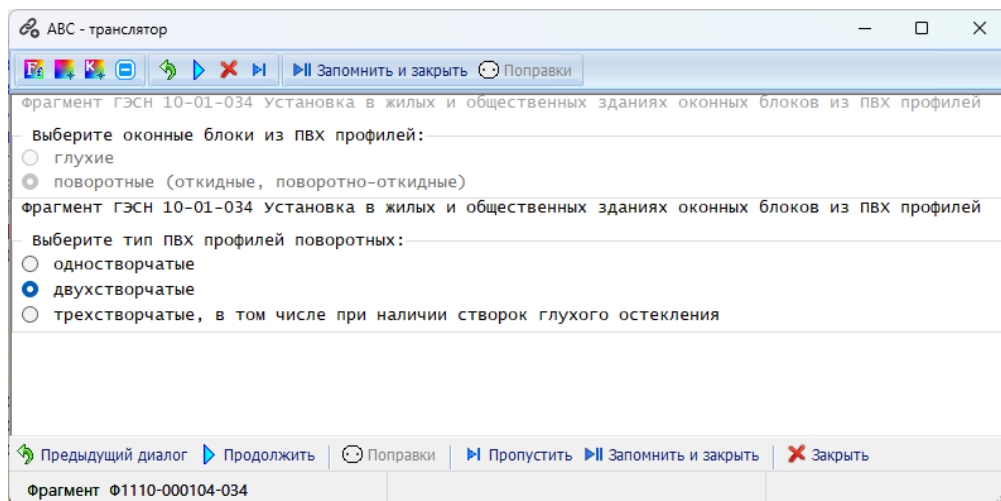 АВС - транслятор
Запомнить и закрыть Поправки
Фрагмент ГЭСН 10-01-034 Установка в жилых и общественных зданиях оконных блоков из ПВХ профилей
Выберите оконные блоки из ПВХ профилей:
глухие
поворотные (откидные, поворотно-откидные)
Фрагмент ГЭСН 10-01-034 Установка в жилых и общественных зданиях оконных блоков из ПВХ профилей
Выберите тип ПВХ профилей поворотных:
одностворчатые
двухстворчатые
трехстворчатые, в том числе при наличии створок глухого остекления
Предыдущий диалог Продолжить Поправки Пропустить Запомнить и закрыть Закрыть
Фрагмент Ф1110-000104-034